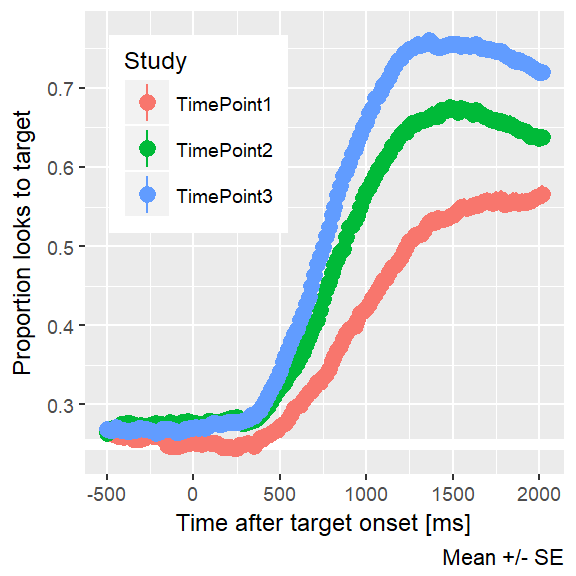 Study
TimePoint1
TimePoint2
TimePoint3
Proportion looks to target
0.7
0.6
0.5
0.4
0.3
-500 0 500 1000 1500 2000
Time after target onset [ms]
Mean +/- SE